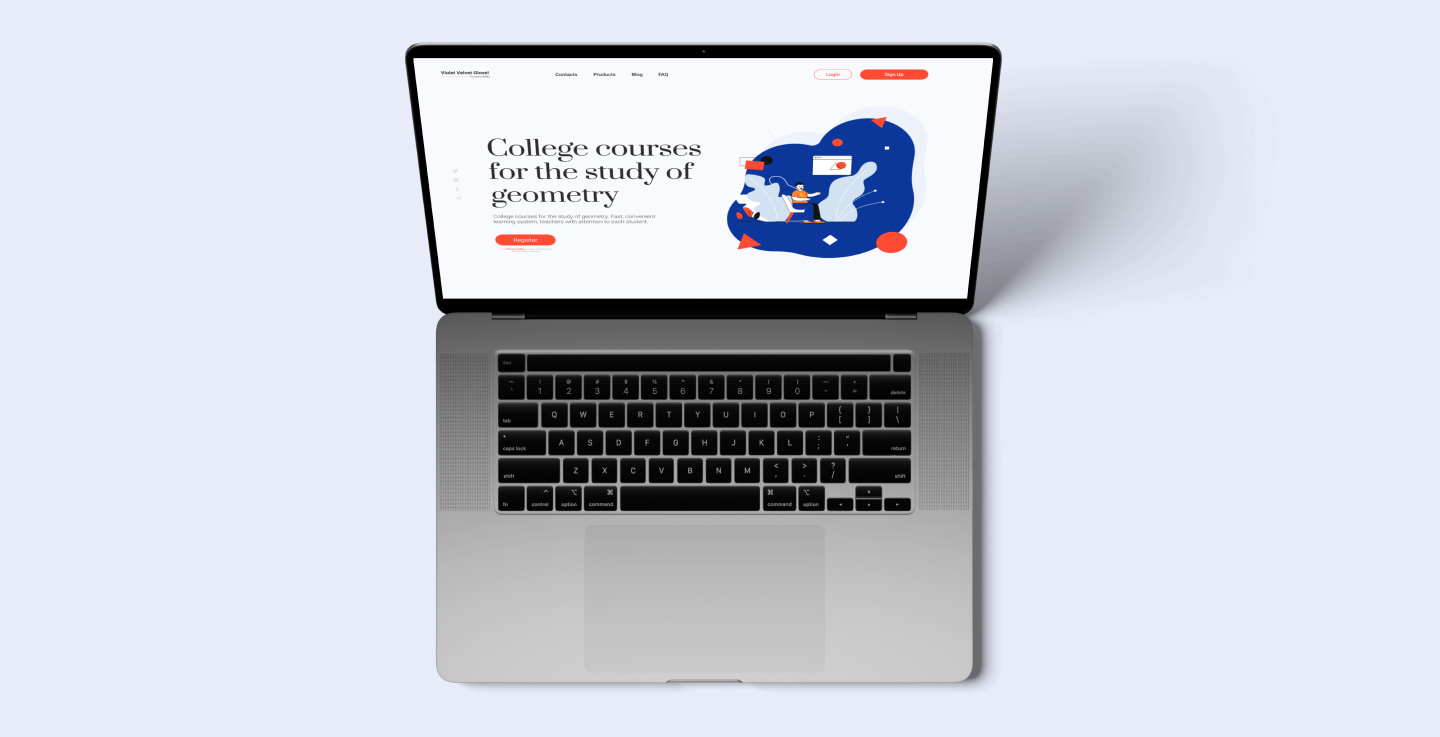 Violet Velvet Glove!
Contacts Products Blog FAQ
Login Sign Up
College courses
for the study of
geometry
College courses for the study of geometry. Fast, convenient
learning system, teachers with attention to each student.
Register
esc
~ ! @ # $ % ^ & * ( ) — +
` 1 2 3 4 5 6 7 8 9 0 - = delete
tab Q W E R T Y U I O P { [ } ] | \
caps lock A S D F G H J K L : ; " ' return
shift Z X C V B N M < , > . ? / shift
fn control option command command option